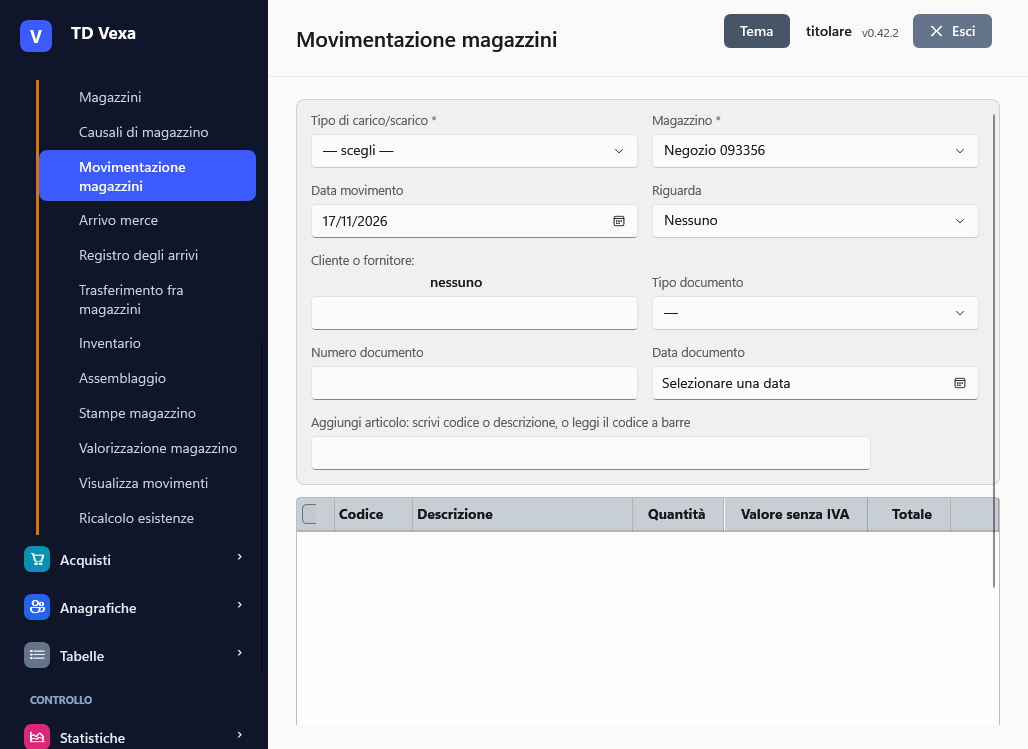 V
TD Vexa
Magazzini
Causali di magazzino
Movimentazione
magazzini
Arrivo merce
Registro degli arrivi
Trasferimento fra
magazzini
Inventario
Assemblaggio
Stampe magazzino
Valorizzazione magazzino
Visualizza movimenti
Ricalcolo esistenze
Acquisti
Anagrafiche
Tabelle
CONTROLLO
Statistiche
Movimentazione magazzini
Tema titolare v0.42.2 Esci
Tipo di carico/scarico * Magazzino *
— scegli — Negozio 093356
Data movimento Riguarda
17/11/2026 Nessuno
Cliente o fornitore:
nessuno Tipo documento
—
Numero documento Data documento
Selezionare una data
Aggiungi articolo: scrivi codice o descrizione, o leggi il codice a barre
Codice Descrizione Quantità Valore senza IVA Totale